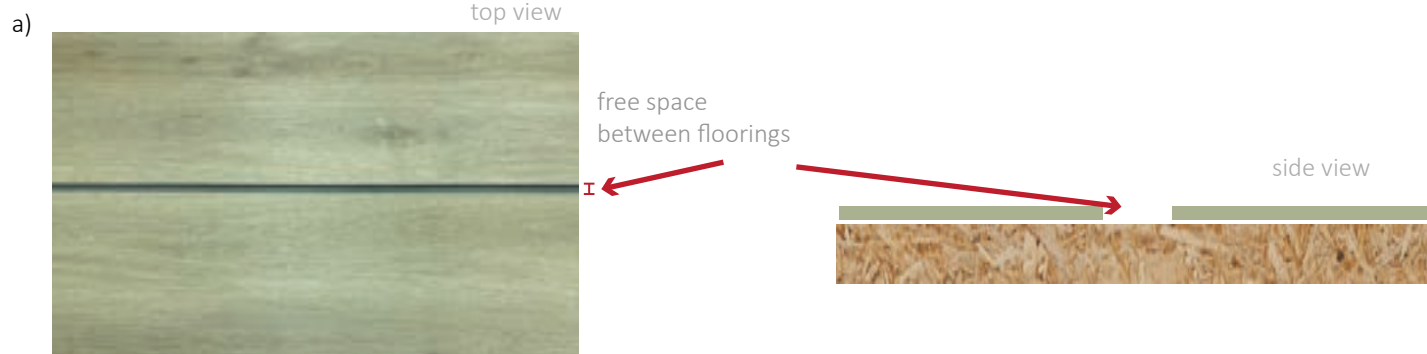 a)
top view
free space
between floorings
side view